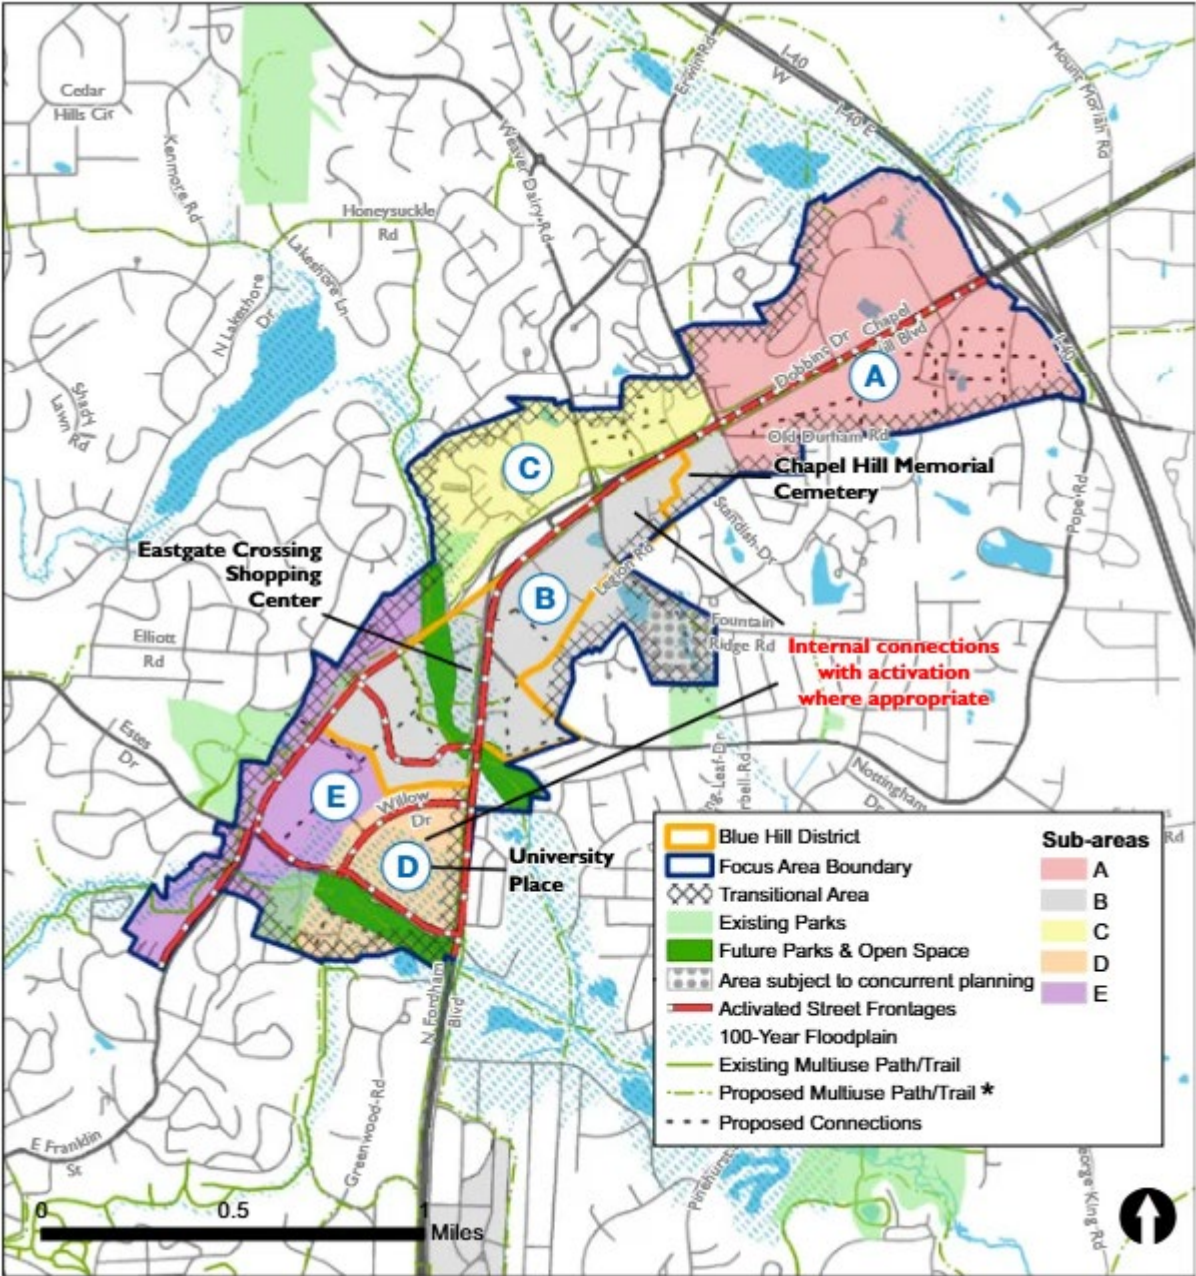 I-40
W
I-40 E
Erwin Rd
Mount Moriah Rd
Cedar
Hills Cir
Kenmore Rd
Weaver Dairy Rd
Honeysuckle
Rd
Lakeshore Ln
N Lakeshore
Dr
Shady
Lawn Rd
Dobbins Dr
Chapel
Hill Blvd
I-40
A
Old Durham Rd
C
Chapel Hill Memorial
Cemetery
Pope Rd
Standish Dr
Eastgate Crossing
Shopping
Center
Legion Rd
B
Fountain
Ridge Rd
Elliott
Rd
Internal connections
with activation
where appropriate
Estes
Dr
Nottingham
Dr
Rd
E
Willow
Dr
D
University
Place
N Fordham
Blvd
Blue Hill District
Focus Area Boundary
Transitional Area
Existing Parks
Future Parks & Open Space
Area subject to concurrent planning
Activated Street Frontages
100-Year Floodplain
Existing Multiuse Path/Trail
Proposed Multiuse Path/Trail *
Proposed Connections
Sub-areas
A
B
C
D
E
E Franklin
St
Greenwood Rd
Pinehurst
eorge King Rd
0 0.5 1
Miles